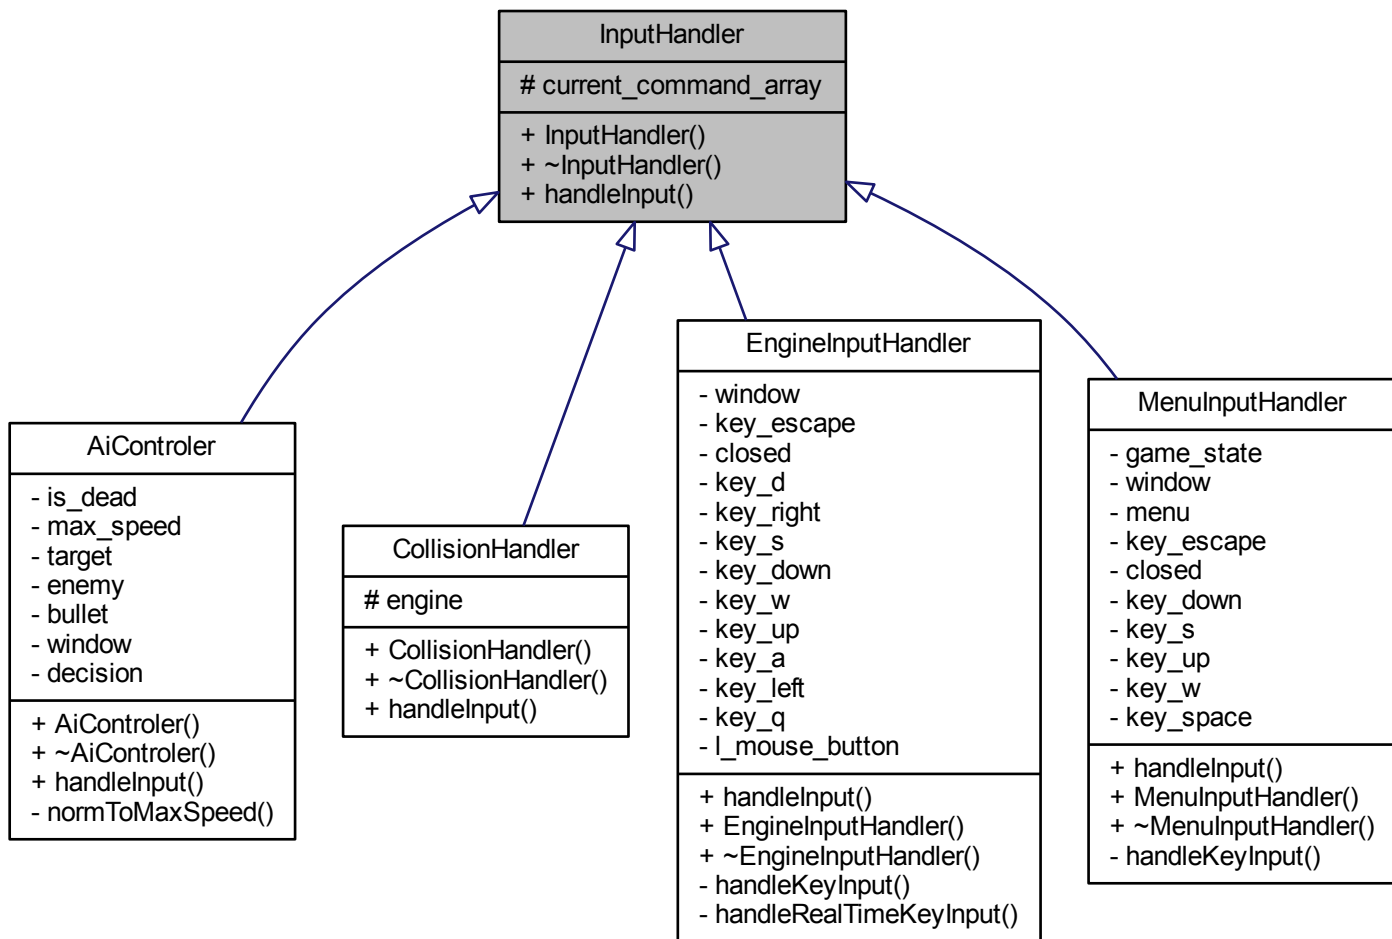 InputHandler
# current_command_array
+ InputHandler()
+ ~InputHandler()
+ handleInput()
AiControler
- is_dead
- max_speed
- target
- enemy
- bullet
- window
- decision
+ AiControler()
+ ~AiControler()
+ handleInput()
- normToMaxSpeed()
CollisionHandler
# engine
+ CollisionHandler()
+ ~CollisionHandler()
+ handleInput()
EngineInputHandler
- window
- key_escape
- closed
- key_d
- key_right
- key_s
- key_down
- key_w
- key_up
- key_a
- key_left
- key_q
- l_mouse_button
+ handleInput()
+ EngineInputHandler()
+ ~EngineInputHandler()
- handleKeyInput()
- handleRealTimeKeyInput()
MenuInputHandler
- game_state
- window
- menu
- key_escape
- closed
- key_down
- key_s
- key_up
- key_w
- key_space
+ handleInput()
+ MenuInputHandler()
+ ~MenuInputHandler()
- handleKeyInput()